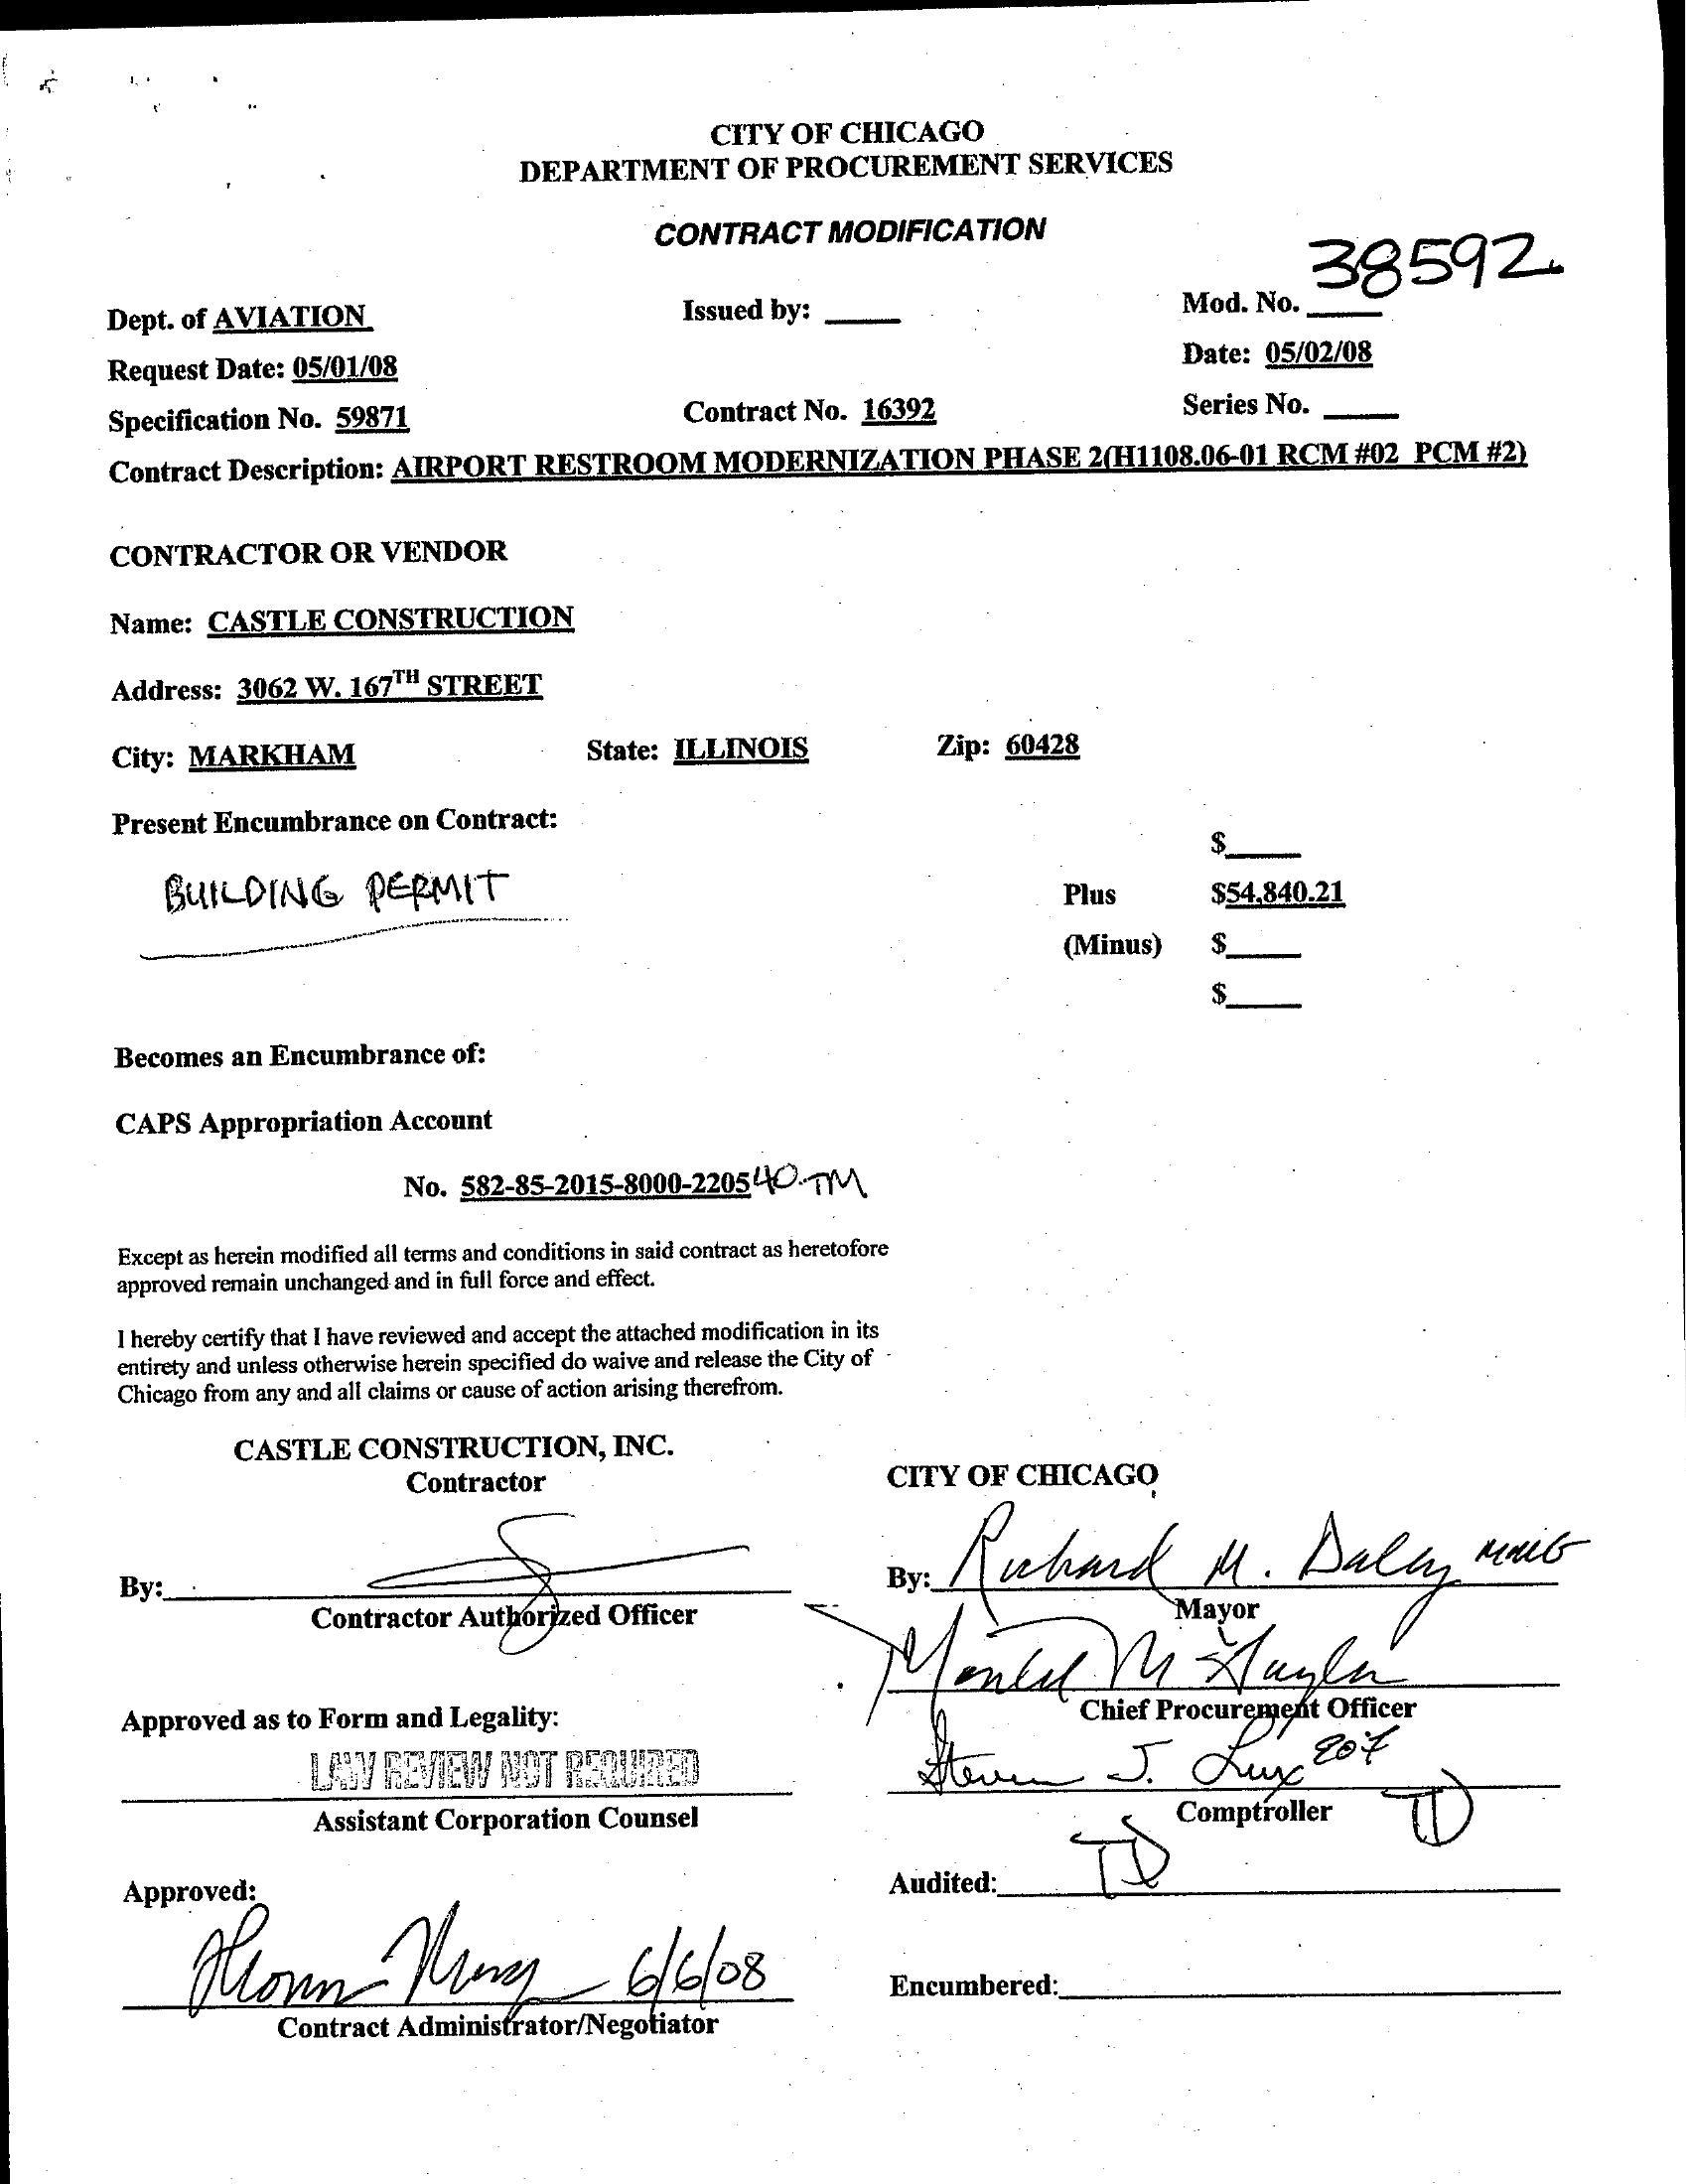 CITY OF CHICAGO
DEPARTMENT OF PROCUREMENT SERVICES
CONTRACT MODIFICATION
38592
Dept. of AVIATION Issued by: ____ Mod. No. ____
Request Date: 05/01/08 Date: 05/02/08
Specification No. 59871 Contract No. 16392 Series No. ____
Contract Description: AIRPORT RESTROOM MODERNIZATION PHASE 2(H1108.06-01 RCM #02 PCM #2)
CONTRACTOR OR VENDOR
Name: CASTLE CONSTRUCTION
Address: 3062 W. 167TH STREET
City: MARKHAM State: ILLINOIS Zip: 60428
Present Encumbrance on Contract:
$____
BUILDING PERMIT Plus $54,840.21
(Minus) $____
$____
Becomes an Encumbrance of:
CAPS Appropriation Account
No. 582-85-2015-8000-220540.TM
Except as herein modified all terms and conditions in said contract as heretofore
approved remain unchanged and in full force and effect.
I hereby certify that I have reviewed and accept the attached modification in its
entirety and unless otherwise herein specified do waive and release the City of
Chicago from any and all claims or cause of action arising therefrom.
CASTLE CONSTRUCTION, INC.
Contractor
CITY OF CHICAGO
By:
Contractor Authorized Officer
By: Richard M. Daley
Mayor
Chief Procurement Officer
Approved as to Form and Legality:
LAW REVIEW NOT REQUIRED
Assistant Corporation Counsel
Steven J. Lux
Comptroller
TD
Audited: TD
Approved:
6/6/08
Contract Administrator/Negotiator
Encumbered: